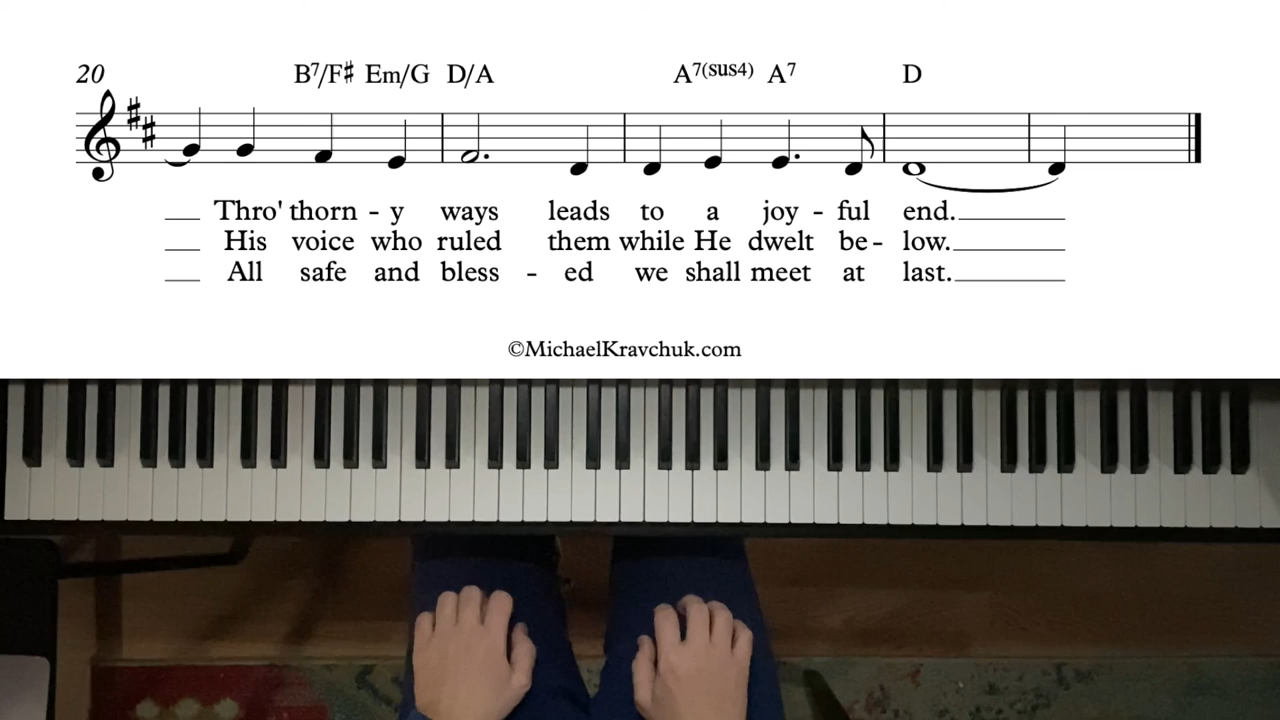 20 B7/F♯ Em/G D/A A7(sus4) A7 D
Thro' thorn - y ways leads to a joy - ful end.
His voice who ruled them while He dwelt be - low.
All safe and bless - ed we shall meet at last.
©MichaelKravchuk.com